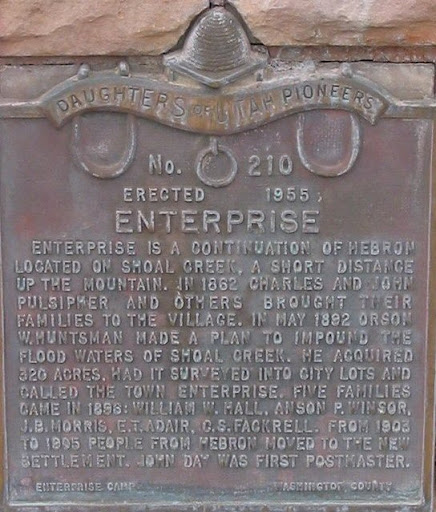 DAUGHTERS OF UTAH PIONEERS
No. 210
ERECTED 1955
ENTERPRISE
ENTERPRISE IS A CONTINUATION OF HEBRON
LOCATED ON SHOAL CREEK, A SHORT DISTANCE
UP THE MOUNTAIN. IN 1862 CHARLES AND JOHN
PULSIPHER AND OTHERS BROUGHT THEIR
FAMILIES TO THE VILLAGE. IN MAY 1892 ORSON
W. HUNTSMAN MADE A PLAN TO IMPOUND THE
FLOOD WATERS OF SHOAL CREEK. HE ACQUIRED
320 ACRES, HAD IT SURVEYED INTO CITY LOTS AND
CALLED THE TOWN ENTERPRISE. FIVE FAMILIES
CAME IN 1896: WILLIAM W. HALL, ANSON P. WINSOR,
J.B. MORRIS, E.T. ADAIR, G.S. FACKRELL. FROM 1903
TO 1905 PEOPLE FROM HEBRON MOVED TO THE NEW
SETTLEMENT. JOHN DAY WAS FIRST POSTMASTER.
ENTERPRISE CAMP WASHINGTON COUNTY